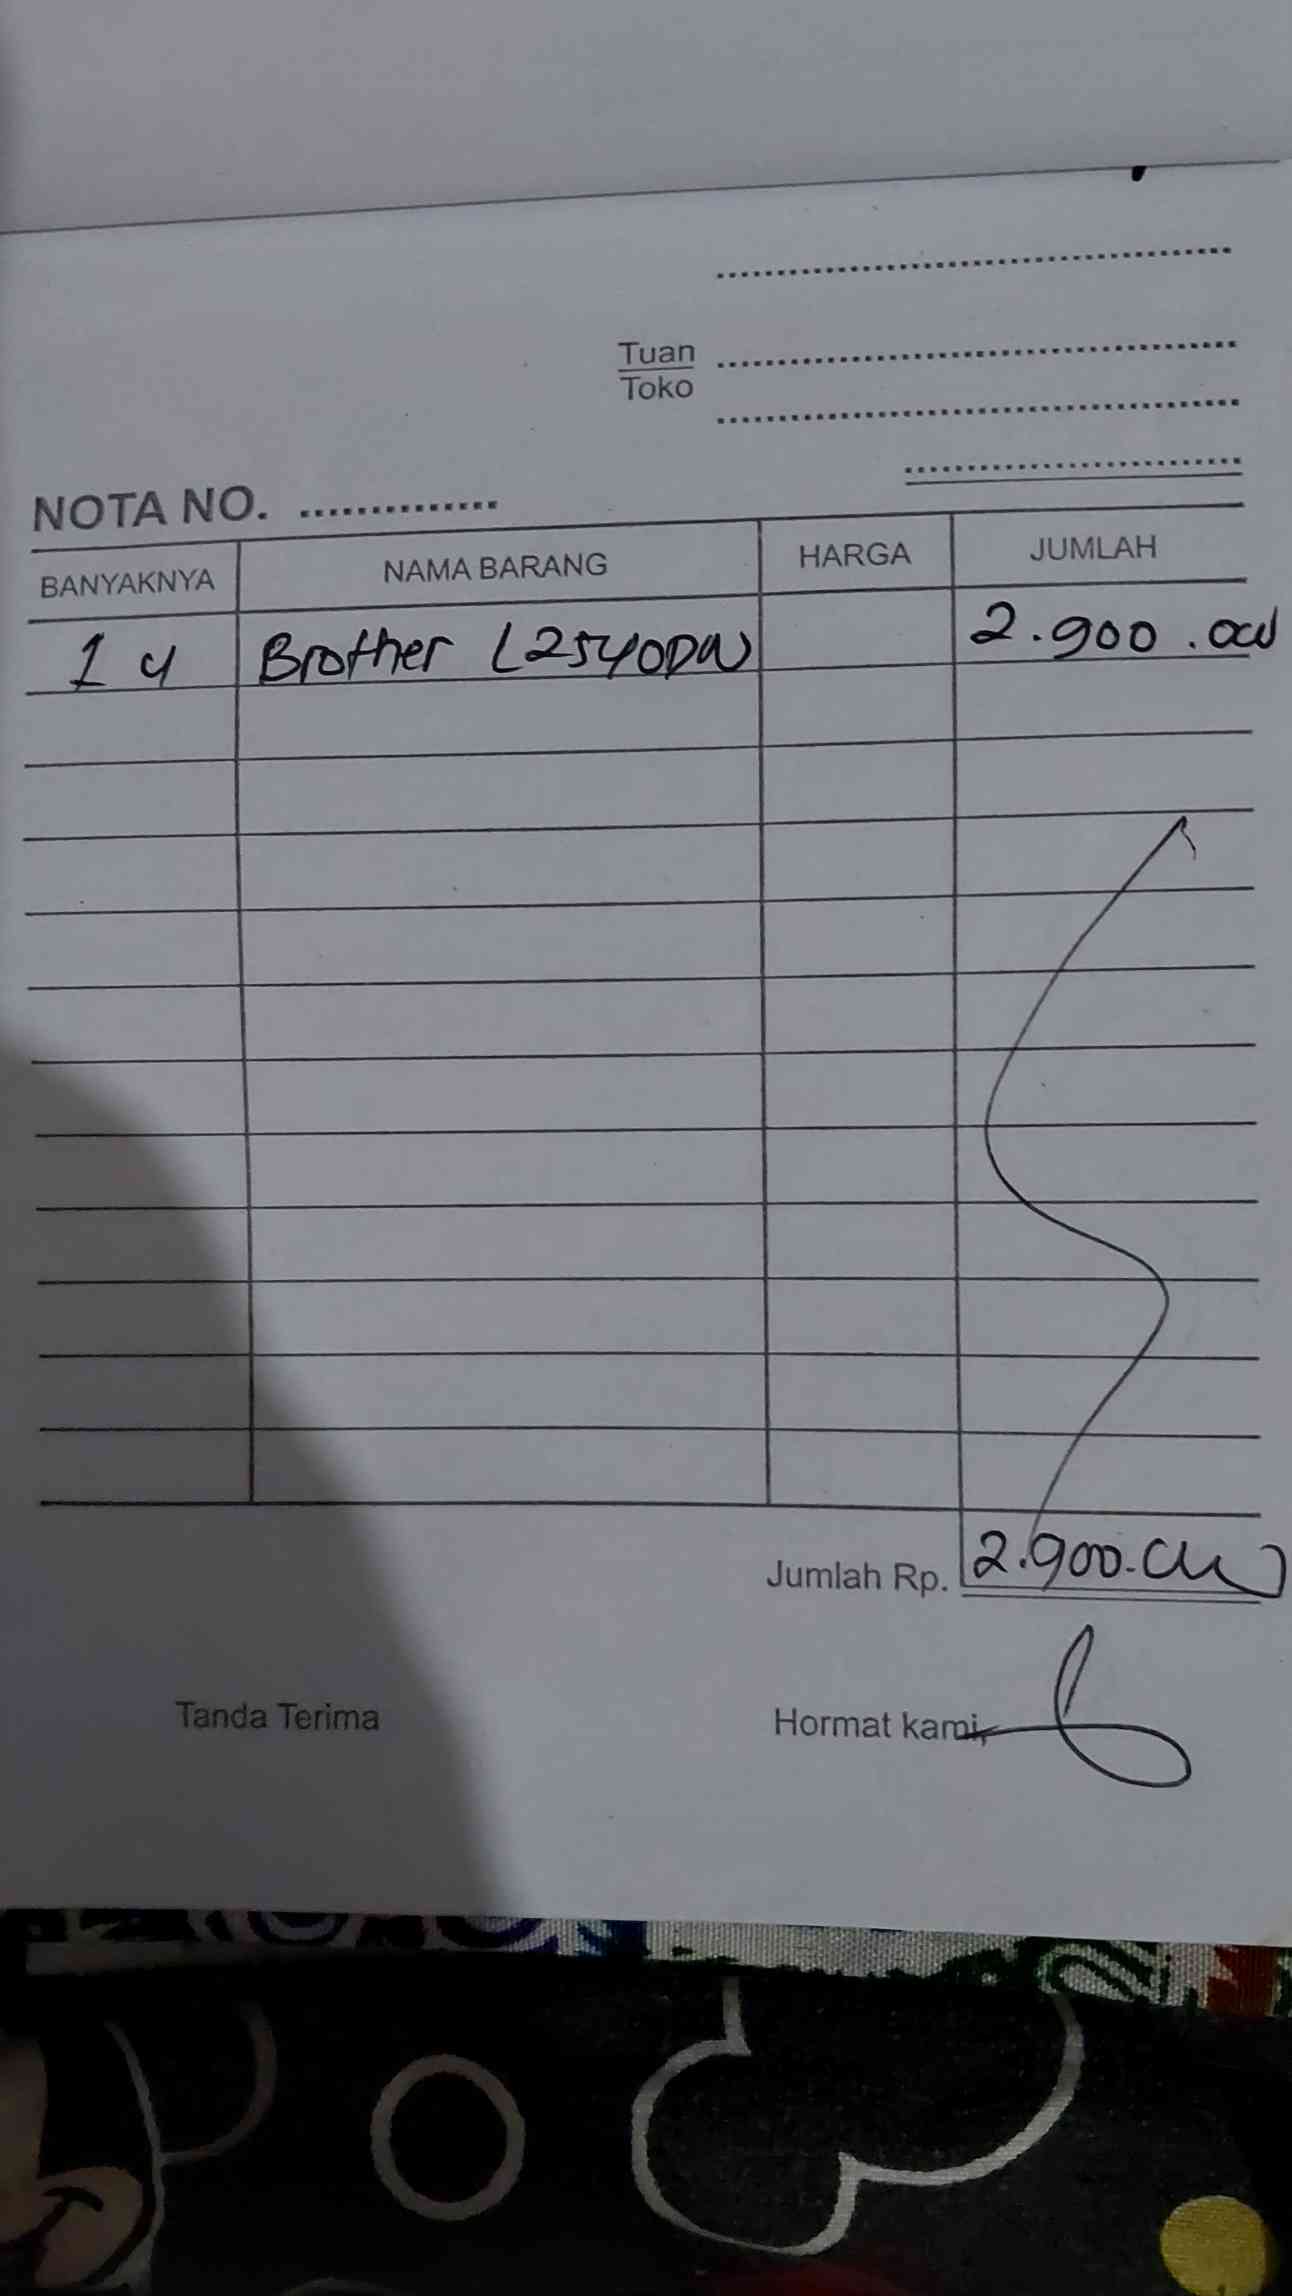 Tuan
Toko
NOTA NO.
BANYAKNYA NAMA BARANG HARGA JUMLAH
1 u Brother L2540DW 2.900.000
Jumlah Rp. 2.900.000
Tanda Terima Hormat kami,